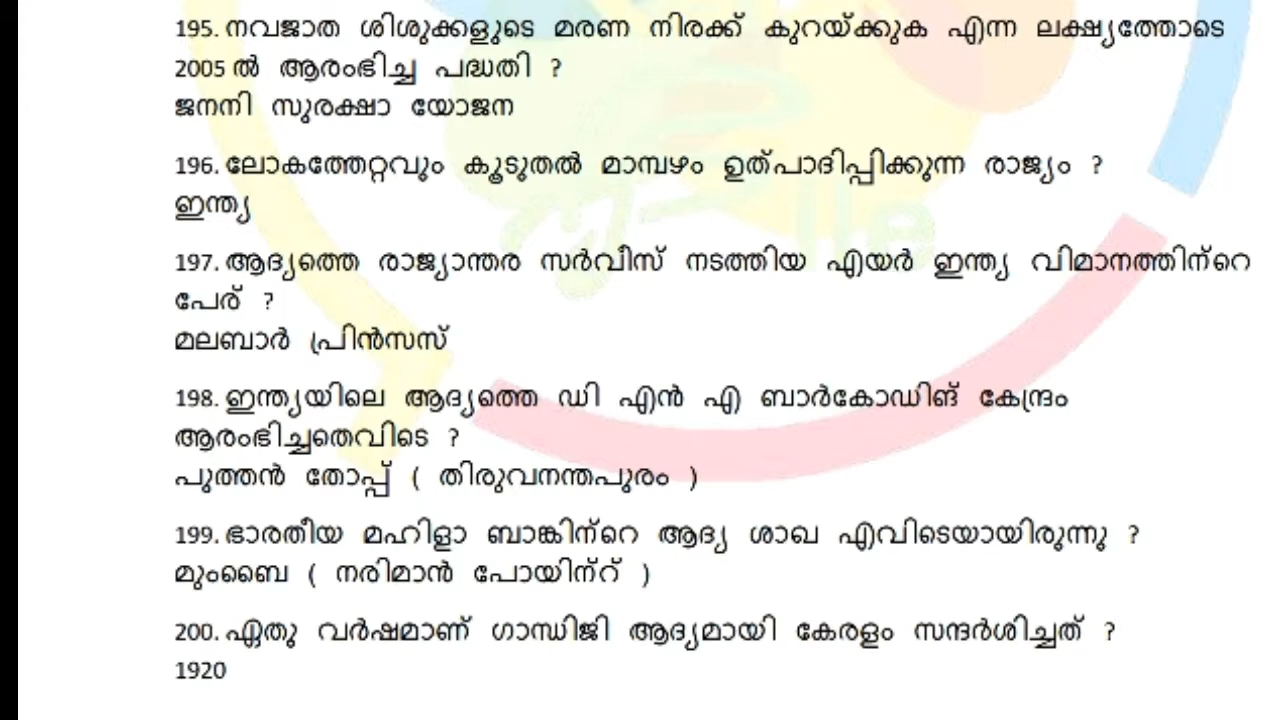 195. നവജാത ശിശുക്കളുടെ മരണ നിരക്ക് കുറയ്ക്കുക എന്ന ലക്ഷ്യത്തോടെ
2005 ൽ ആരംഭിച്ച പദ്ധതി ?
ജനനി സുരക്ഷാ യോജന
196. ലോകത്തേറ്റവും കൂടുതൽ മാമ്പഴം ഉത്പാദിപ്പിക്കുന്ന രാജ്യം ?
ഇന്ത്യ
197. ആദ്യത്തെ രാജ്യാന്തര സർവീസ് നടത്തിയ എയർ ഇന്ത്യ വിമാനത്തിന്റെ
പേര് ?
മലബാർ പ്രിൻസസ്
198. ഇന്ത്യയിലെ ആദ്യത്തെ ഡി എൻ എ ബാർകോഡിങ് കേന്ദ്രം
ആരംഭിച്ചതെവിടെ ?
പുത്തൻ തോപ്പ് ( തിരുവനന്തപുരം )
199. ഭാരതീയ മഹിളാ ബാങ്കിന്റെ ആദ്യ ശാഖ എവിടെയായിരുന്നു ?
മുംബൈ ( നരിമാൻ പോയിന്റ് )
200. ഏതു വർഷമാണ് ഗാന്ധിജി ആദ്യമായി കേരളം സന്ദർശിച്ചത് ?
1920